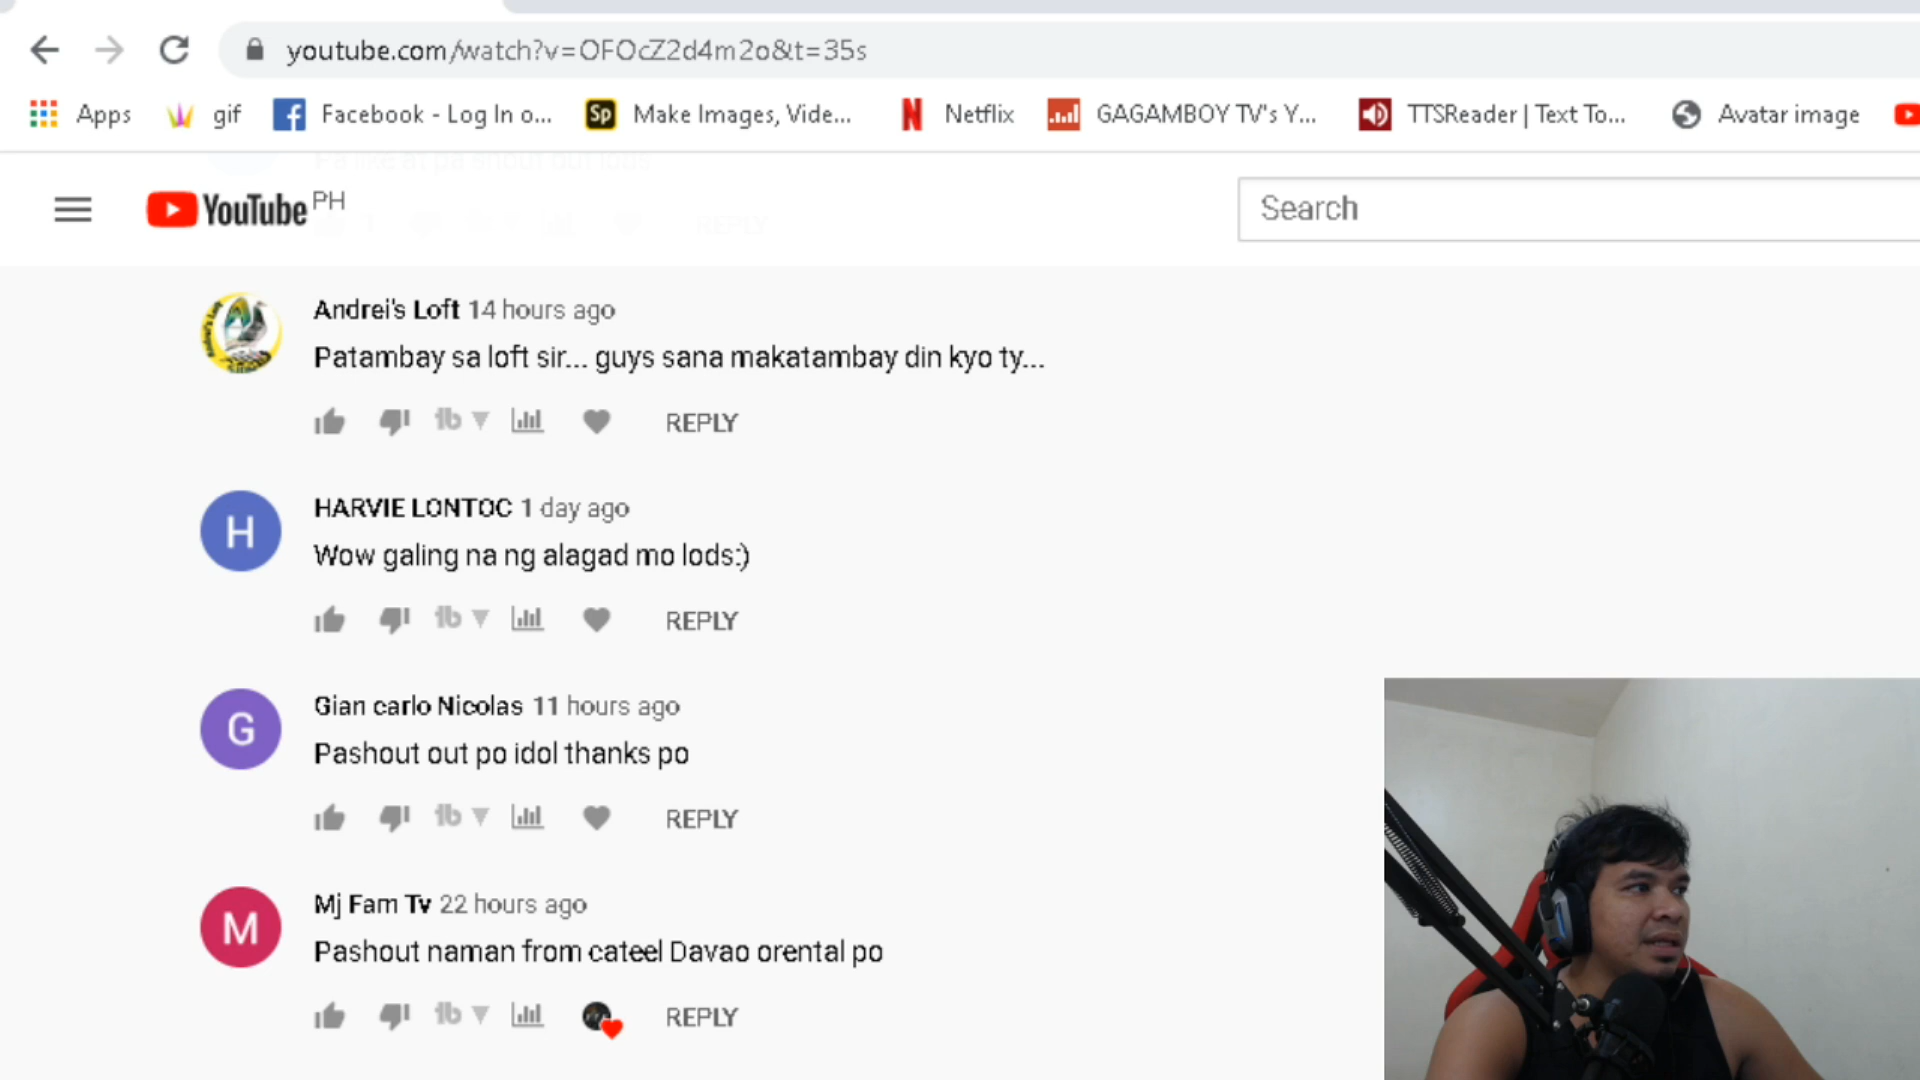 youtube.com/watch?v=OFOcZ2d4m2o&t=35s
Apps gif Facebook - Log In o... Sp Make Images, Vide... Netflix GAGAMBOY TV's Y... TTSReader | Text To... Avatar image
YouTube PH Search
REPLY
Andrei's Loft 14 hours ago
Patambay sa loft sir... guys sana makatambay din kyo ty...
REPLY
H HARVIE LONTOC 1 day ago
Wow galing na ng alagad mo lods:)
REPLY
G Gian carlo Nicolas 11 hours ago
Pashout out po idol thanks po
REPLY
M Mj Fam Tv 22 hours ago
Pashout naman from cateel Davao orental po
REPLY